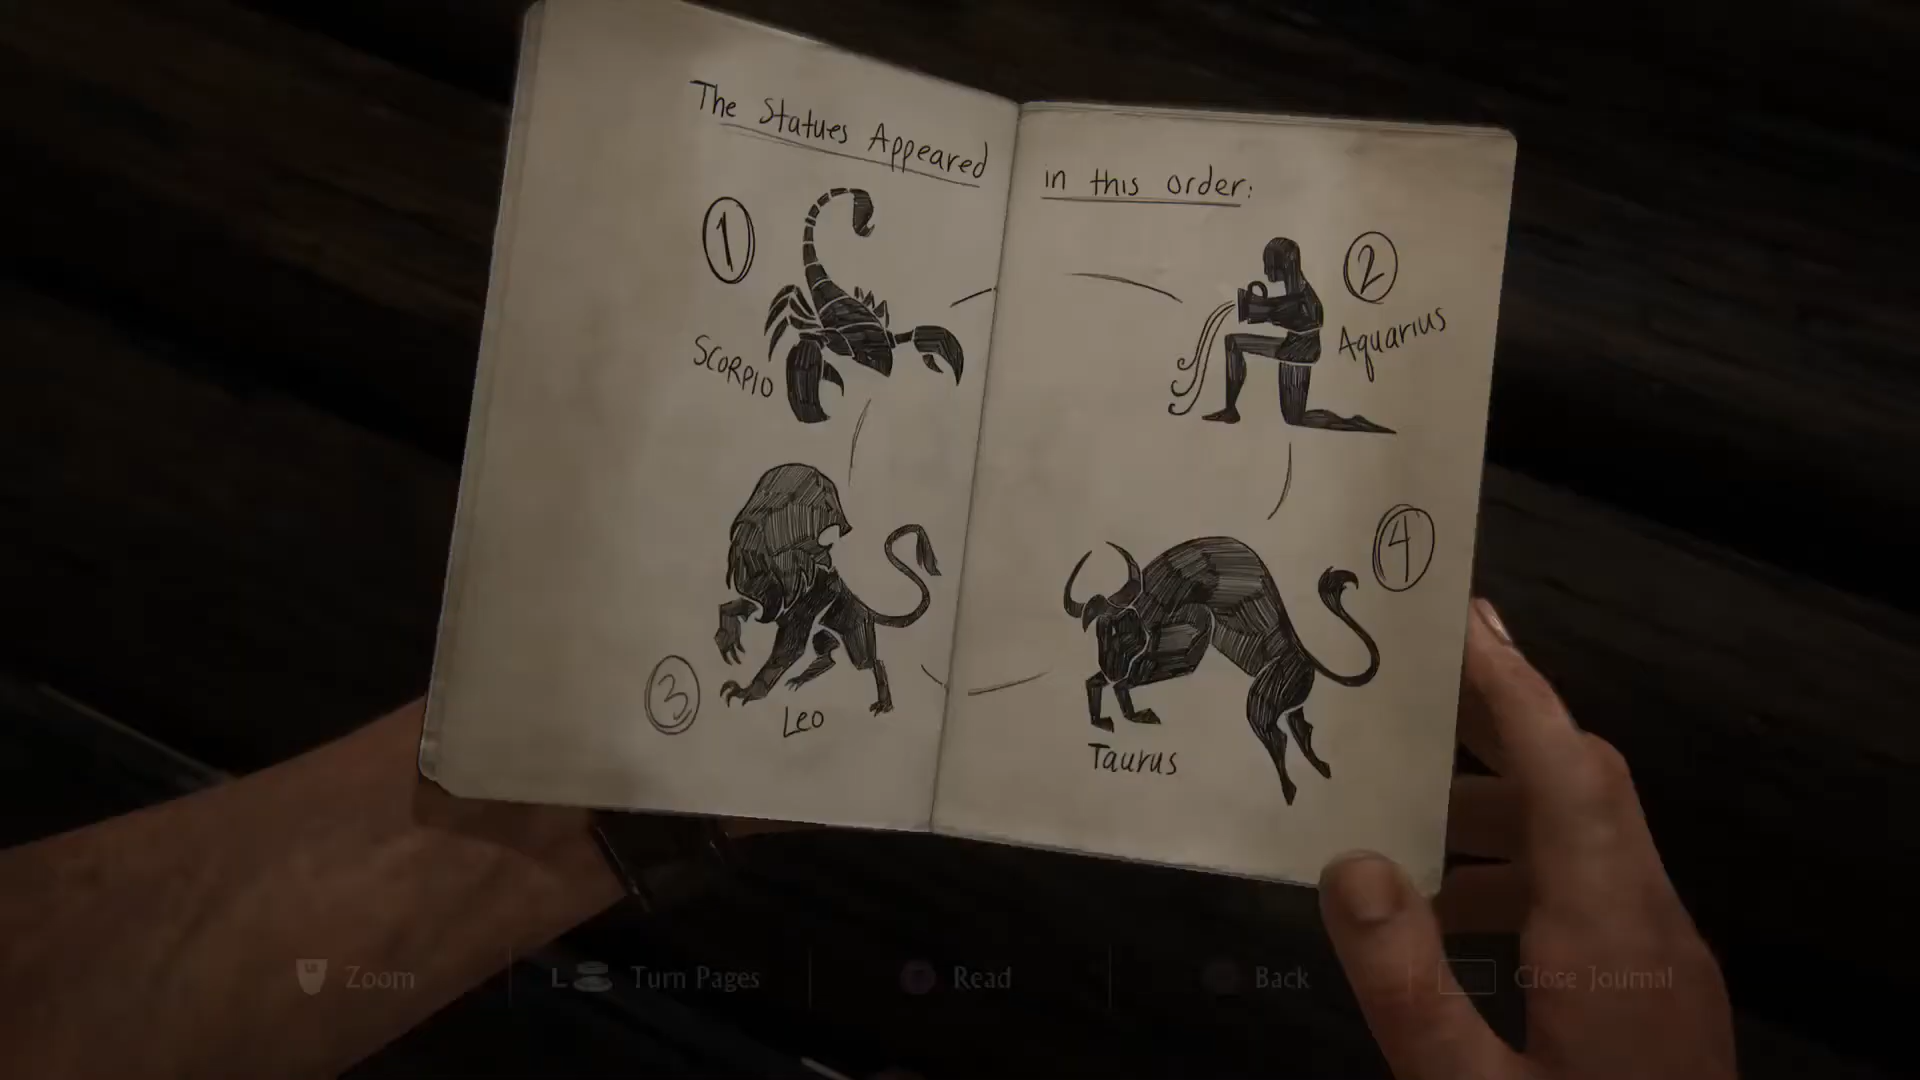 The Statues Appeared
in this order:
1
Scorpio
2
Aquarius
3
Leo
4
Taurus
L2 Zoom
L Turn Pages
Read
Back
Close Journal